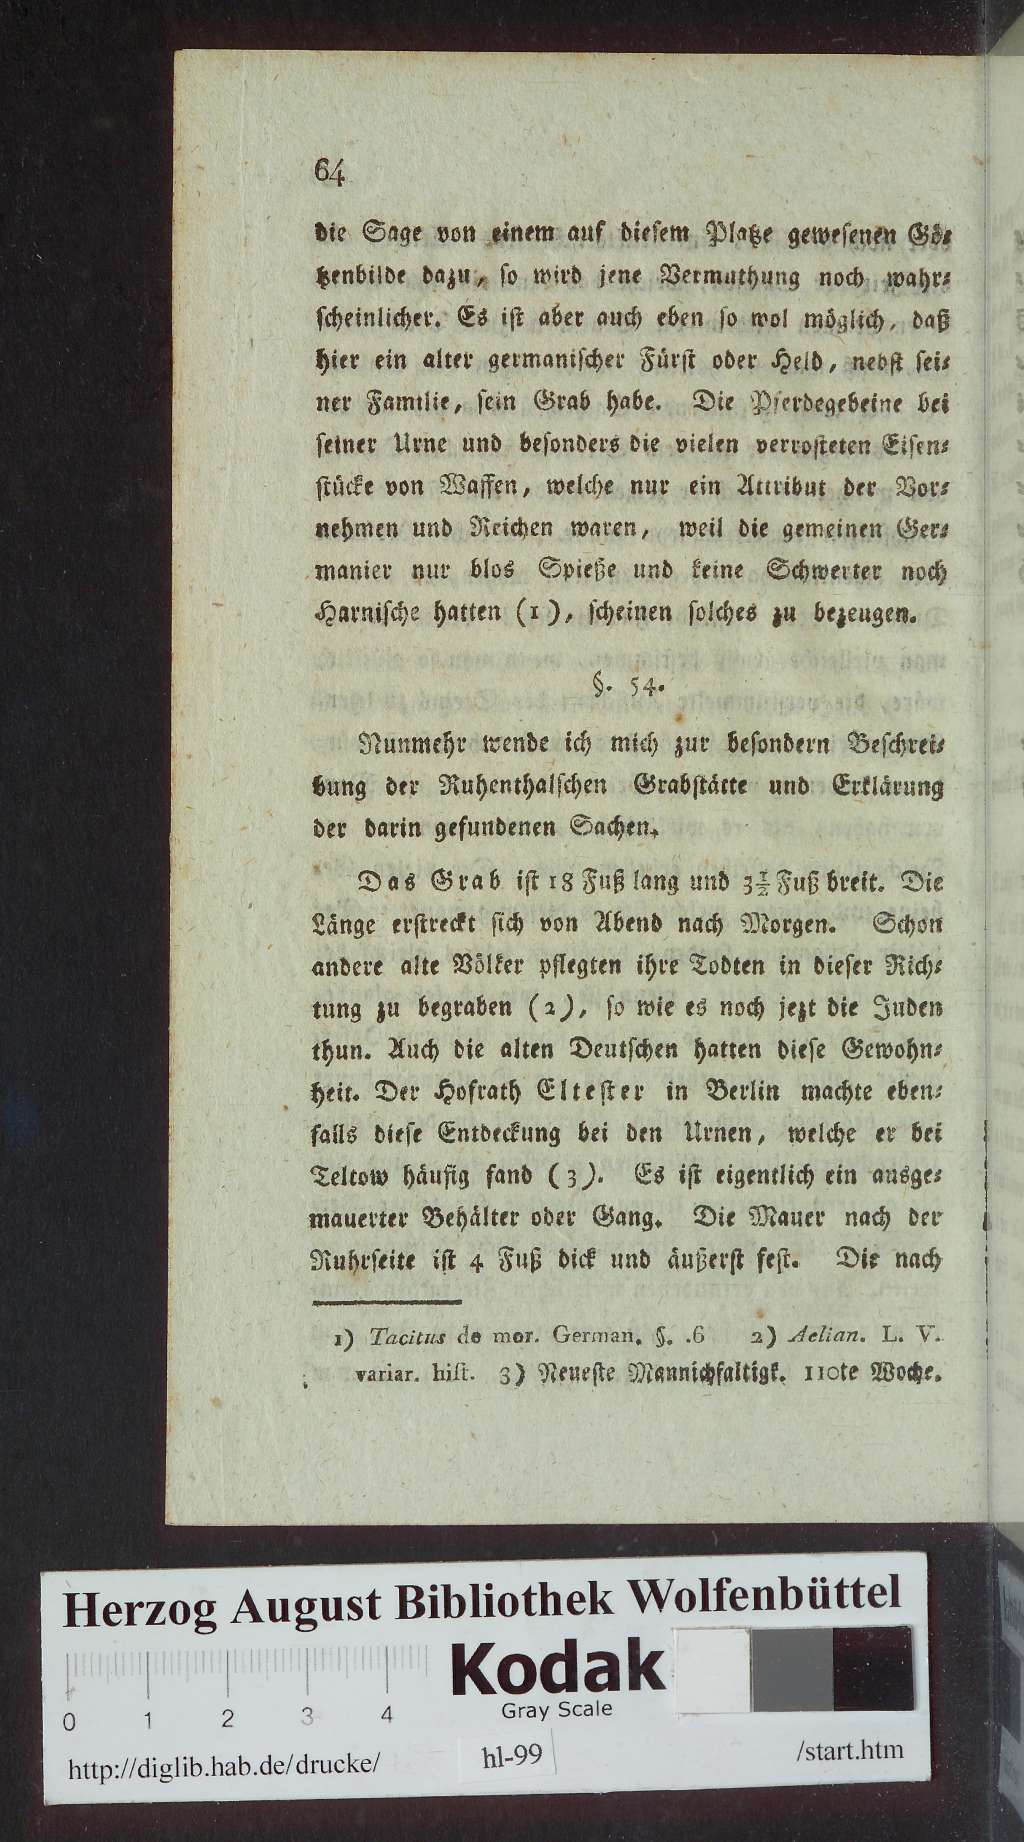 64
die Sage von einem auf diesem Platze gewesenen Gö-
tzenbilde dazu, so wird jene Vermuthung noch wahr-
scheinlicher. Es ist aber auch eben so wol möglich, daß
hier ein alter germanischer Fürst oder Held, nebst sei-
ner Familie, sein Grab habe. Die Pferdegebeine bei
seiner Urne und besonders die vielen verrosteten Eisen-
stücke von Waffen, welche nur ein Attribut der Vor-
nehmen und Reichen waren, weil die gemeinen Ger-
manier nur blos Spieße und keine Schwerter noch
Harnische hatten (1), scheinen solches zu bezeugen.
§. 54.
Nunmehr wende ich mich zur besondern Beschrei-
bung der Ruhenthalschen Grabstätte und Erklärung
der darin gefundenen Sachen.
Das Grab ist 18 Fuß lang und 3½ Fuß breit. Die
Länge erstreckt sich von Abend nach Morgen. Schon
andere alte Völker pflegten ihre Todten in dieser Rich-
tung zu begraben (2), so wie es noch jezt die Juden
thun. Auch die alten Deutschen hatten diese Gewohn-
heit. Der Hofrath Eltester in Berlin machte eben-
falls diese Entdeckung bei den Urnen, welche er bei
Teltow häufig fand (3). Es ist eigentlich ein ausge-
mauerter Behälter oder Gang. Die Mauer nach der
Ruhrseite ist 4 Fuß dick und äußerst fest. Die nach
1) Tacitus de mor. German. §. .6 2) Aelian. L. V.
variar. hist. 3) Neueste Mannichfaltigk. 110te Woche.
Herzog August Bibliothek Wolfenbüttel
Kodak
Gray Scale
0 1 2 3 4
http://diglib.hab.de/drucke/ hl-99 /start.htm